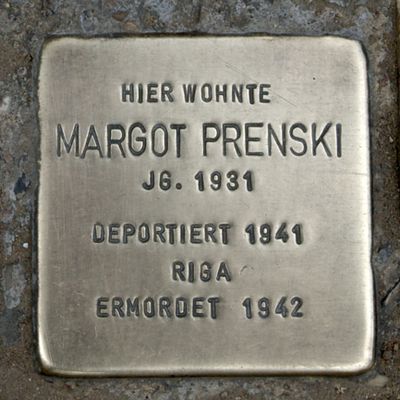 HIER WOHNTE
MARGOT PRENSKI
JG. 1931
DEPORTIERT 1941
RIGA
ERMORDET 1942